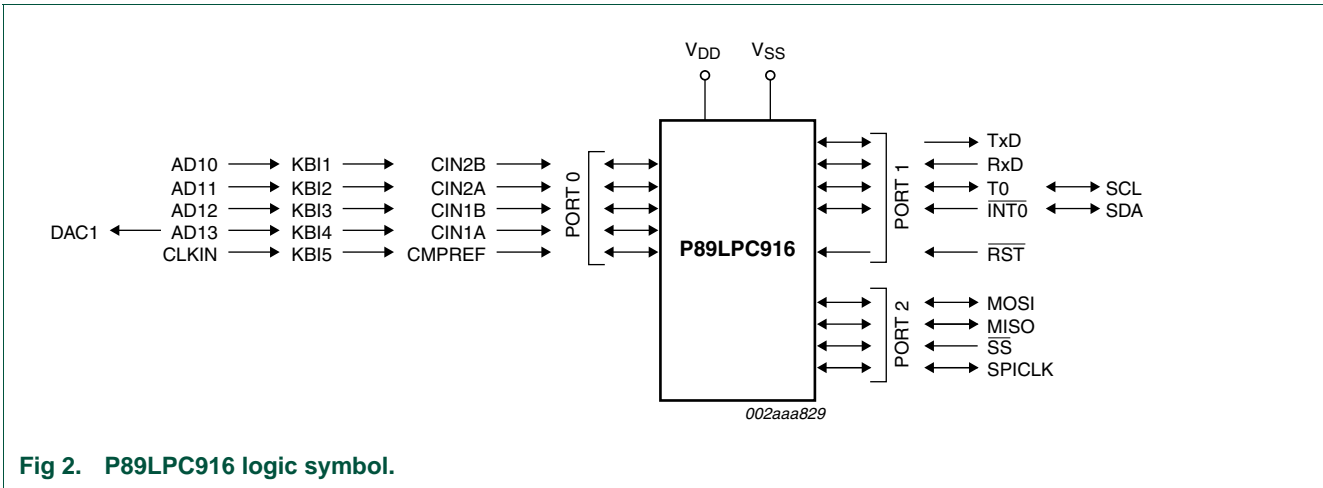 VDD VSS
TxD
AD10 KBI1 CIN2B RxD
AD11 KBI2 CIN2A T0 SCL
AD12 KBI3 CIN1B PORT 0 PORT 1 INT0 SDA
DAC1 AD13 KBI4 CIN1A
CLKIN KBI5 CMPREF P89LPC916 RST
MOSI
MISO
PORT 2
SS
SPICLK
002aaa829
Fig 2. P89LPC916 logic symbol.